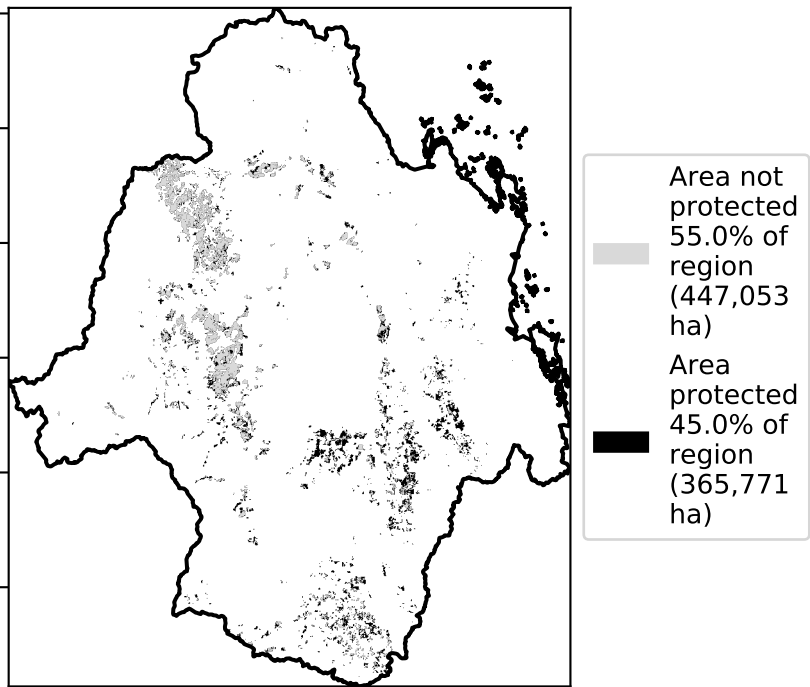 Area not
protected
55.0% of
region
(447,053
ha)
Area
protected
45.0% of
region
(365,771
ha)